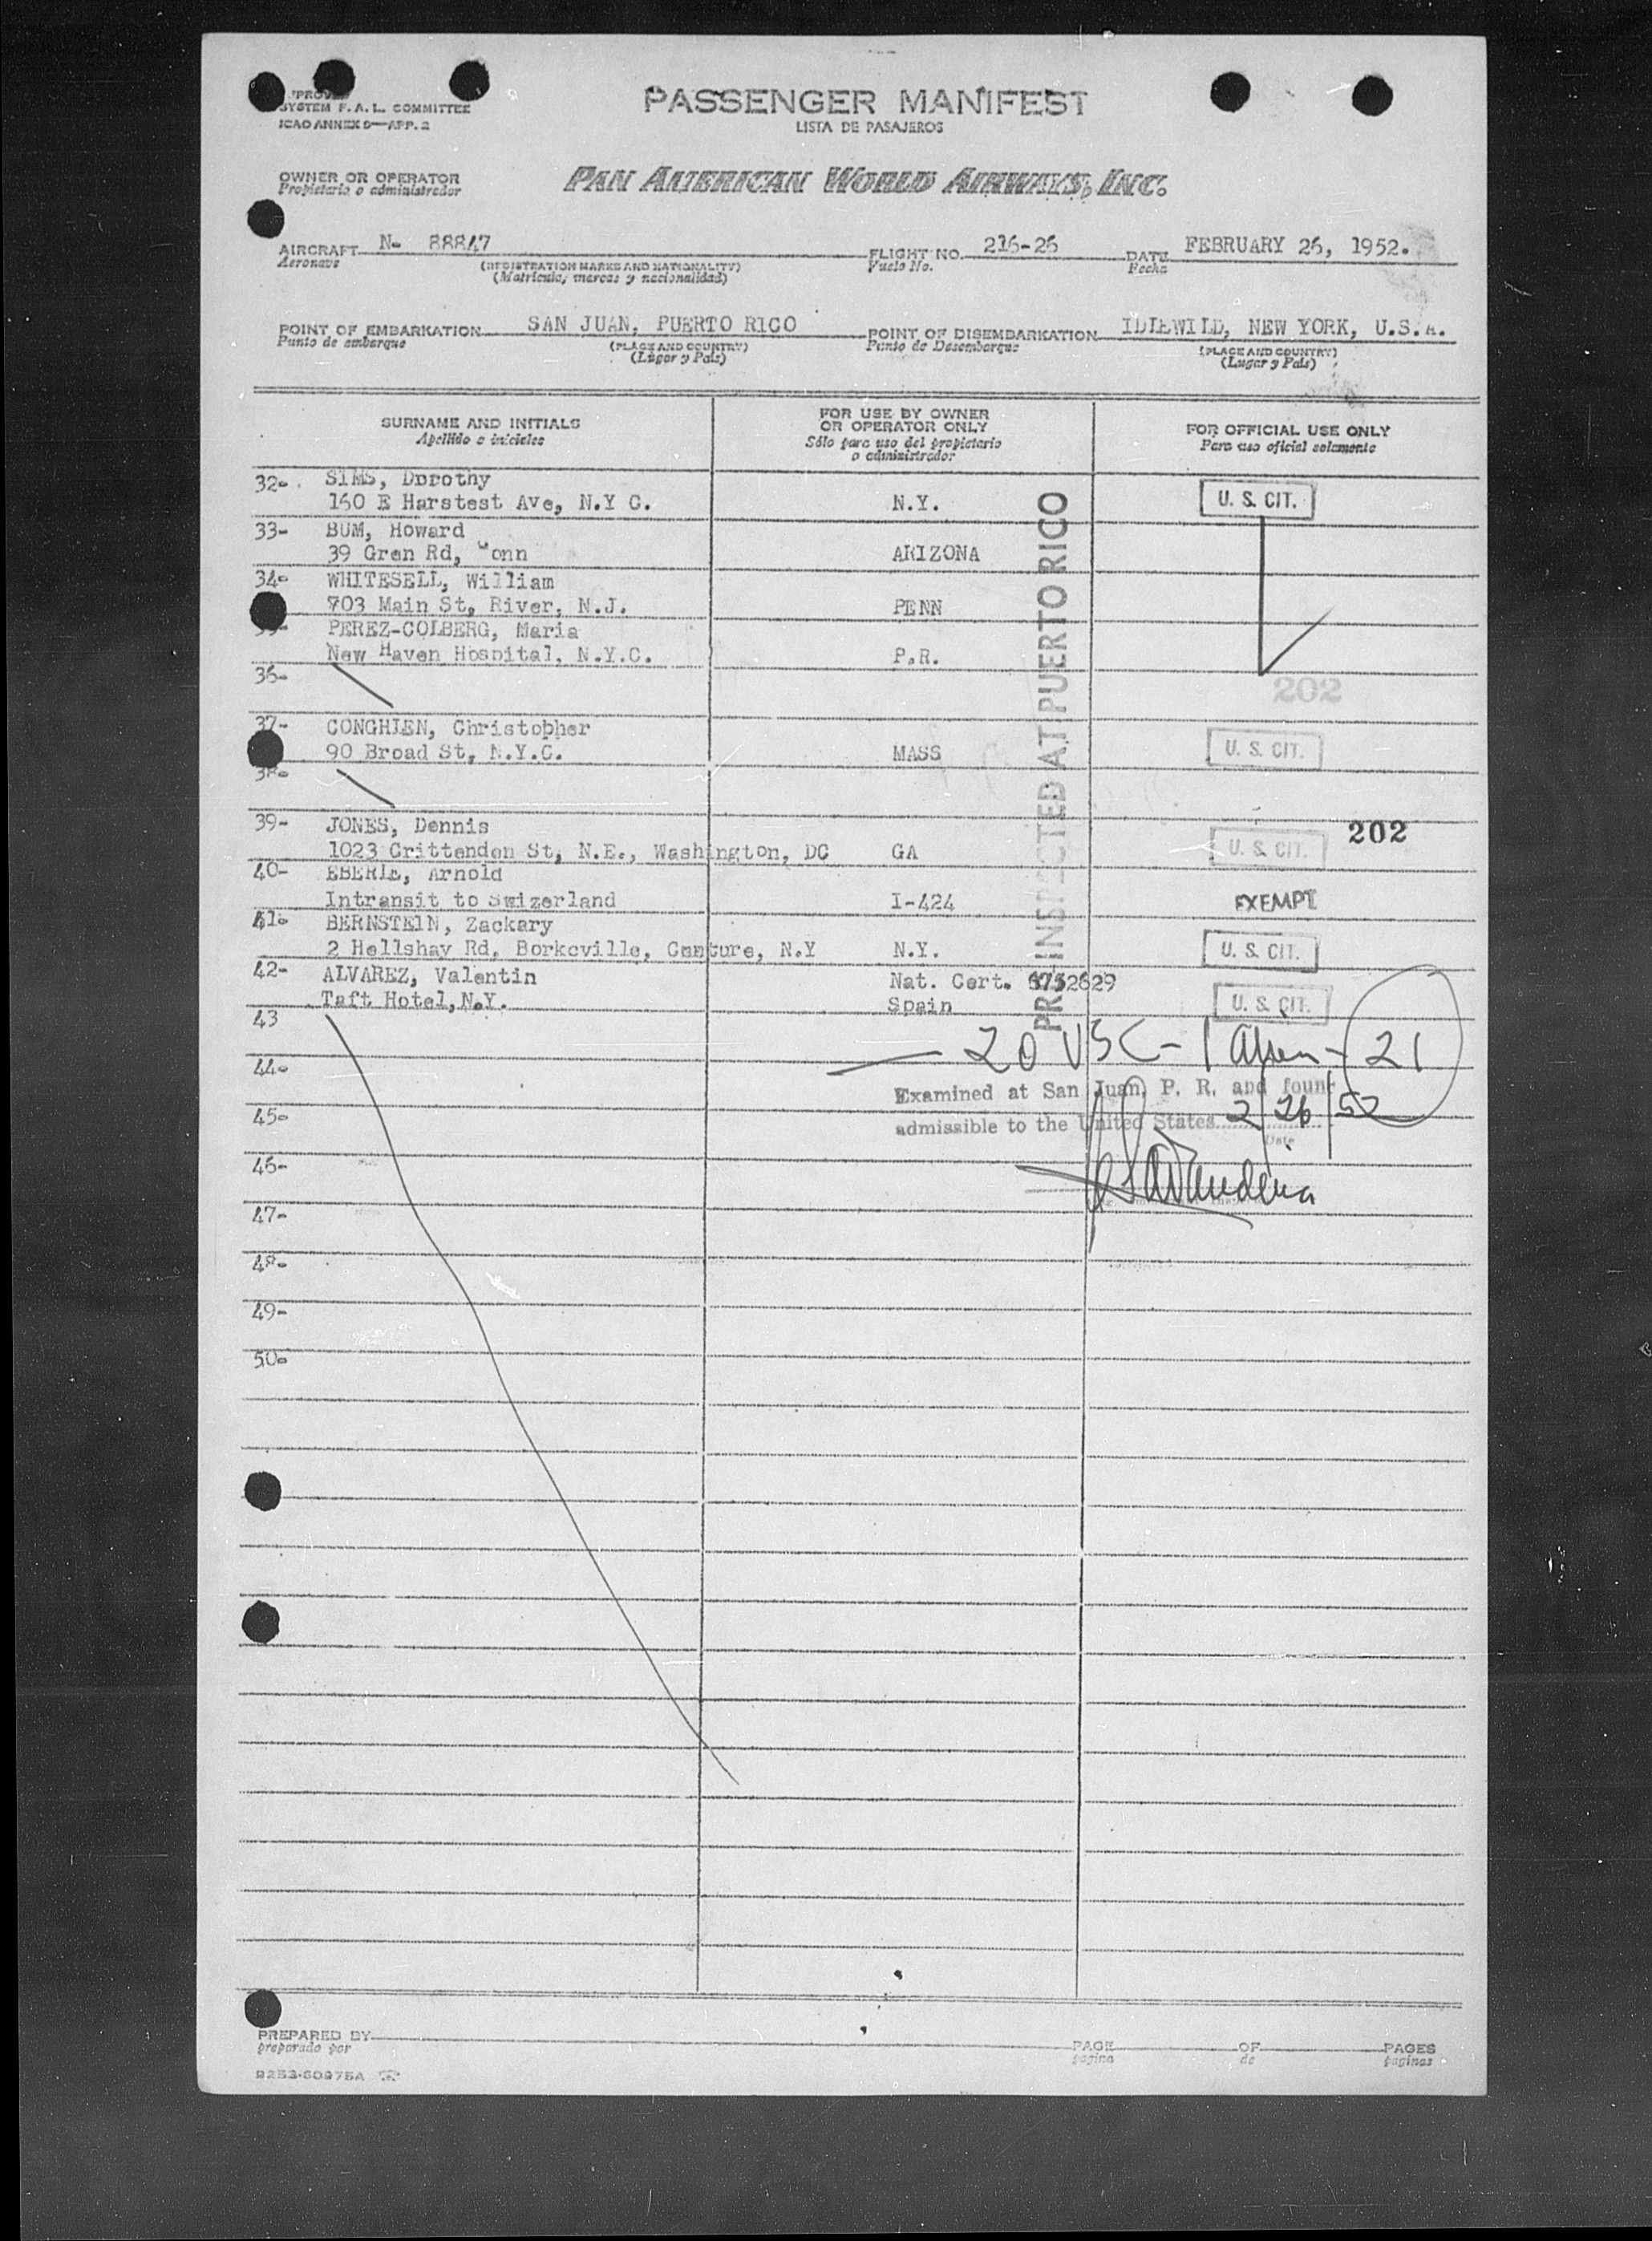 SYSTEM F. A. L. COMMITTEE
ICAO ANNEX 9—APP. 2
PASSENGER MANIFEST
LISTA DE PASAJEROS
OWNER OR OPERATOR
Propietario o administrador
PAN AMERICAN WORLD AIRWAYS, INC.
AIRCRAFT N- 88847 FLIGHT NO. 216-26 DATE FEBRUARY 26, 1952.
Aeronave (REGISTRATION MARKS AND NATIONALITY) Vuelo No. Fecha
(Matricula, marcas y nacionalidad)
POINT OF EMBARKATION SAN JUAN, PUERTO RICO POINT OF DISEMBARKATION IDLEWILD, NEW YORK, U.S.A.
Punto de embarque (PLACE AND COUNTRY) Punto de Desembarque (PLACE AND COUNTRY)
(Lugar y Pais) (Lugar y Pais)
SURNAME AND INITIALS FOR USE BY OWNER OR OPERATOR ONLY FOR OFFICIAL USE ONLY
Apellido e iniciales Sólo para uso del propietario o administrador Para uso oficial solamente
32- SIMS, Dorothy
160 E Harstest Ave, N.Y C. N.Y. U. S. CIT.
33- BUM, Howard
39 Gren Rd, Conn ARIZONA
34- WHITESELL, William
703 Main St, River, N.J. PENN
PEREZ-COLBERG, Maria
New Haven Hospital, N.Y.C. P.R.
36- 202
37- CONGHLEN, Christopher
90 Broad St, N.Y.C. MASS U. S. CIT.
38-
39- JONES, Dennis 202
1023 Crittenden St, N.E., Washington, DC GA U. S. CIT.
40- EBERLE, Arnold
Intransit to Swizerland I-424 EXEMPT
41- BERNSTEIN, Zackary
2 Hellshay Rd, Borkeville, Centure, N.Y N.Y. U. S. CIT.
42- ALVAREZ, Valentin Nat. Cert.
Taft Hotel, N.Y. Spain U. S. CIT.
PRE-INSPECTED AT PUERTO RICO
43 20 USC - 1 Alien - 21
44-
Examined at San Juan, P. R. and found
45- admissible to the United States 2/26/52
Date
46-
47-
48-
49-
50-
PREPARED BY PAGE OF PAGES
preparado por pagina de paginas
9253-60975A